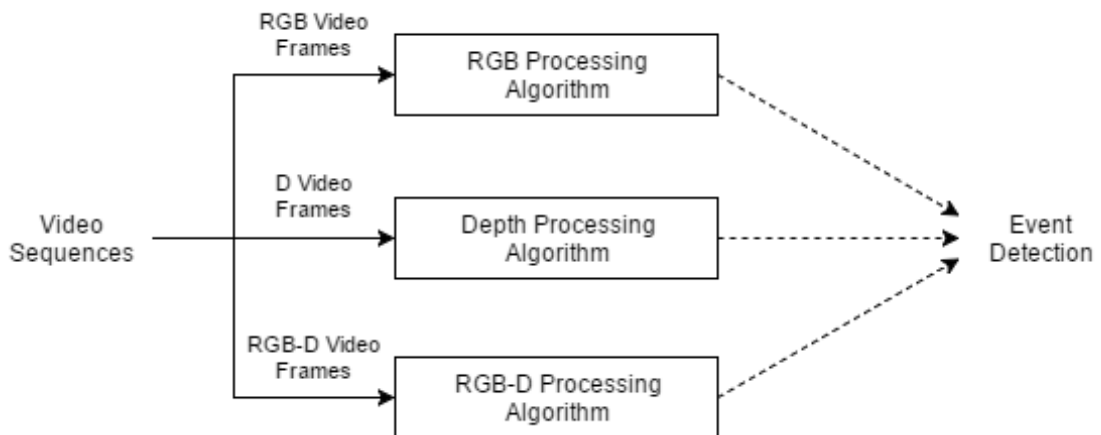 RGB Video
Frames
RGB Processing
Algorithm
D Video
Frames
Depth Processing
Algorithm
Video
Sequences
Event
Detection
RGB-D Video
Frames
RGB-D Processing
Algorithm